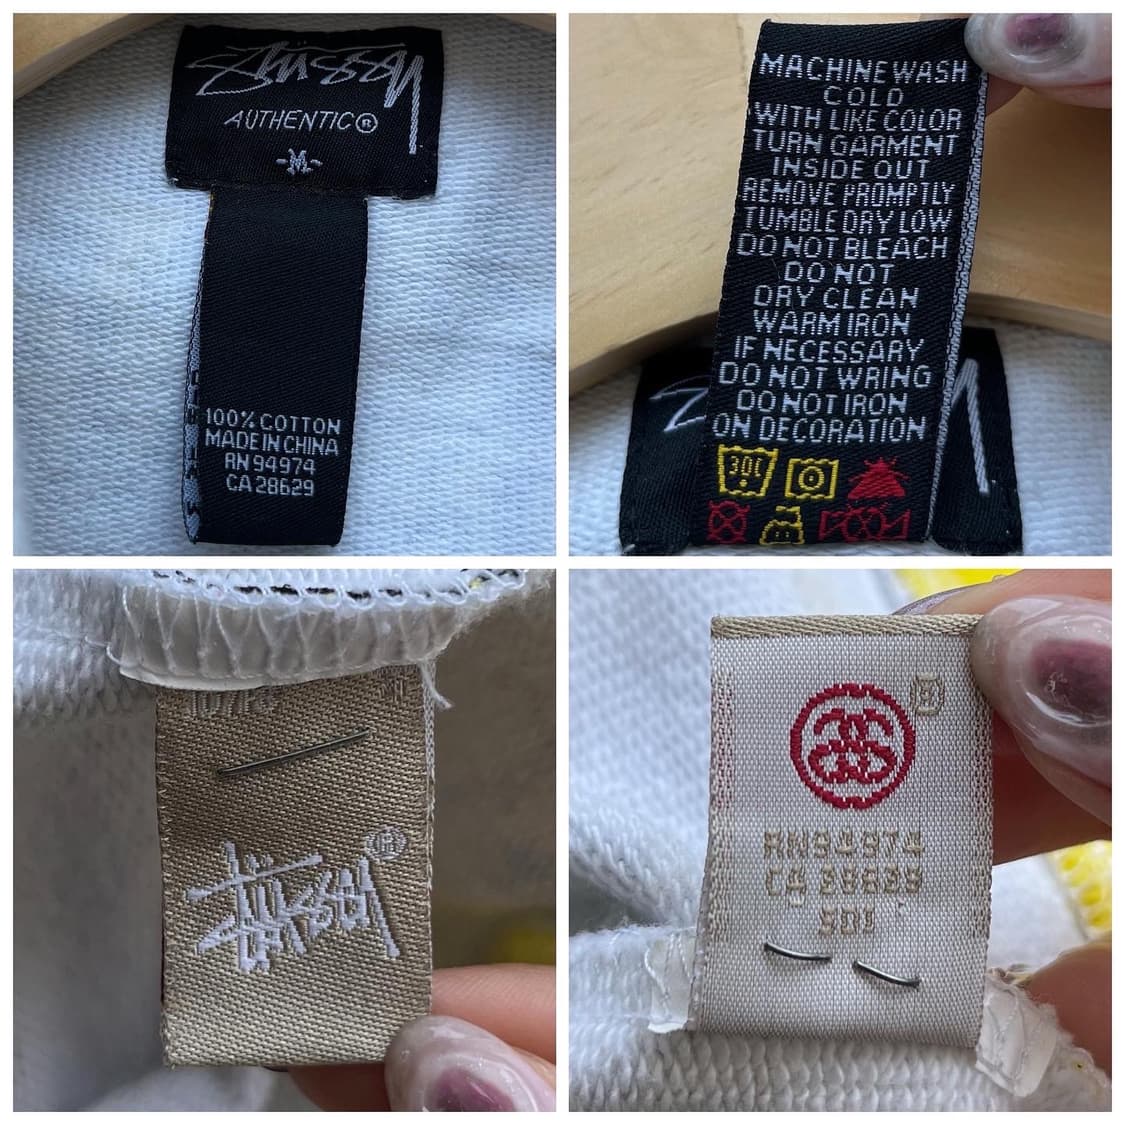 Stüssy
AUTHENTIC®
-M-
100% COTTON
MADE IN CHINA
RN 94974
CA 28629
MACHINE WASH
COLD
WITH LIKE COLOR
TURN GARMENT
INSIDE OUT
REMOVE PROMPTLY
TUMBLE DRY LOW
DO NOT BLEACH
DO NOT
DRY CLEAN
WARM IRON
IF NECESSARY
DO NOT WRING
DO NOT IRON
ON DECORATION
30
Stüssy®
RN94974
SD1